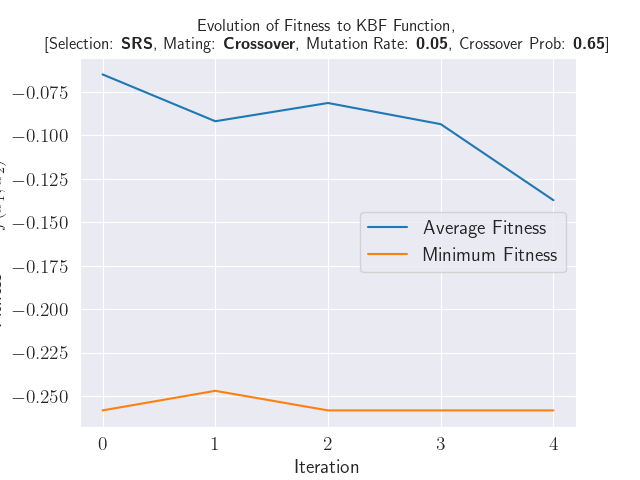 Evolution of Fitness to KBF Function,
[Selection: SRS, Mating: Crossover, Mutation Rate: 0.05, Crossover Prob: 0.65]
−0.075
−0.100
−0.125
−0.150
−0.175
−0.200
−0.225
−0.250
Average Fitness
Minimum Fitness
0 1 2 3 4
Iteration